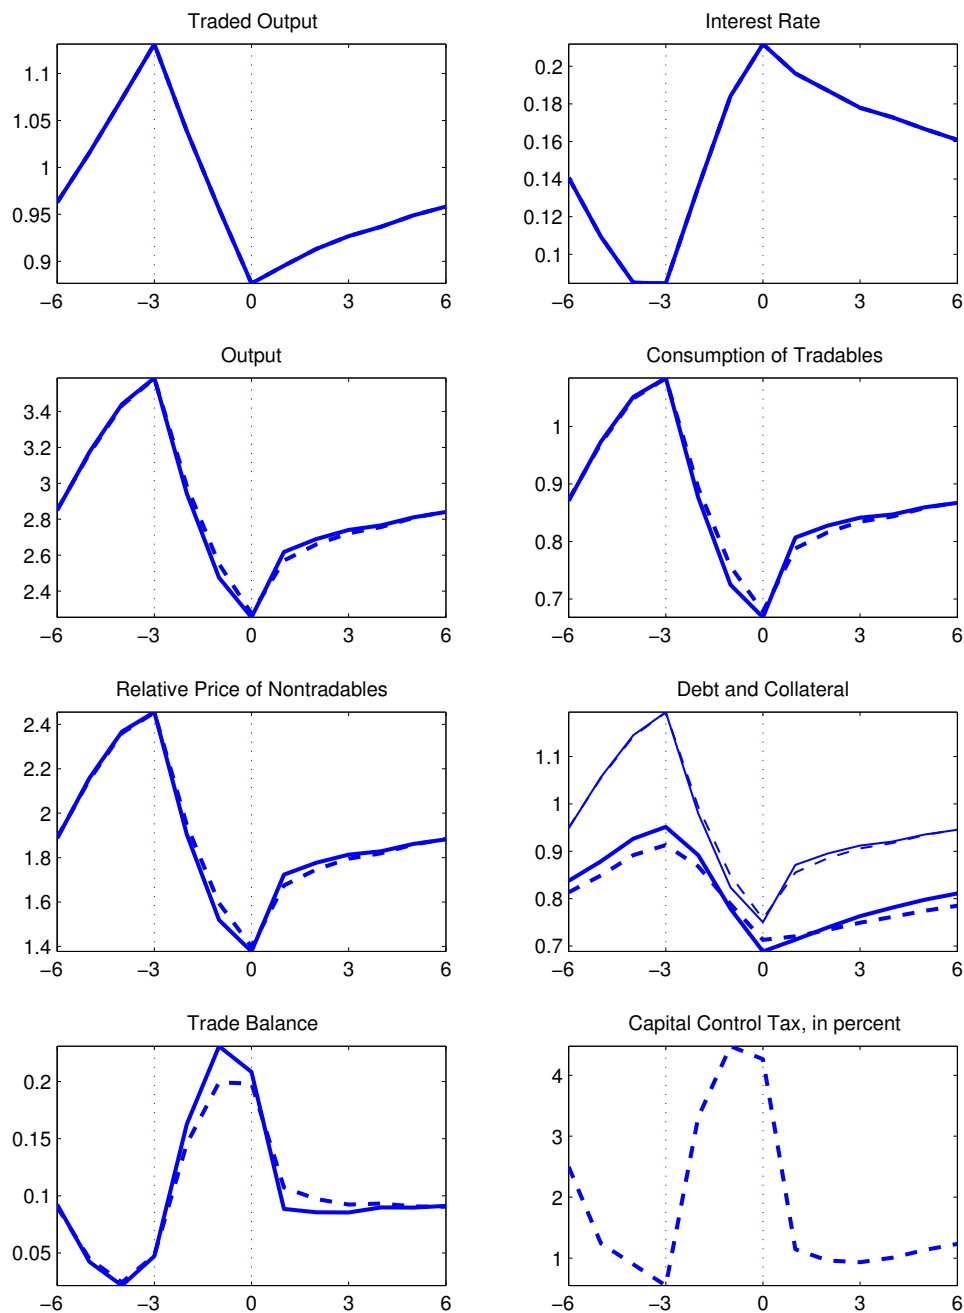 Traded Output
1.1
1.05
1
0.95
0.9
−6 −3 0 3 6
Interest Rate
0.2
0.18
0.16
0.14
0.12
0.1
−6 −3 0 3 6
Output
3.4
3.2
3
2.8
2.6
2.4
−6 −3 0 3 6
Consumption of Tradables
1
0.9
0.8
0.7
−6 −3 0 3 6
Relative Price of Nontradables
2.4
2.2
2
1.8
1.6
1.4
−6 −3 0 3 6
Debt and Collateral
1.1
1
0.9
0.8
0.7
−6 −3 0 3 6
Trade Balance
0.2
0.15
0.1
0.05
−6 −3 0 3 6
Capital Control Tax, in percent
4
3
2
1
−6 −3 0 3 6